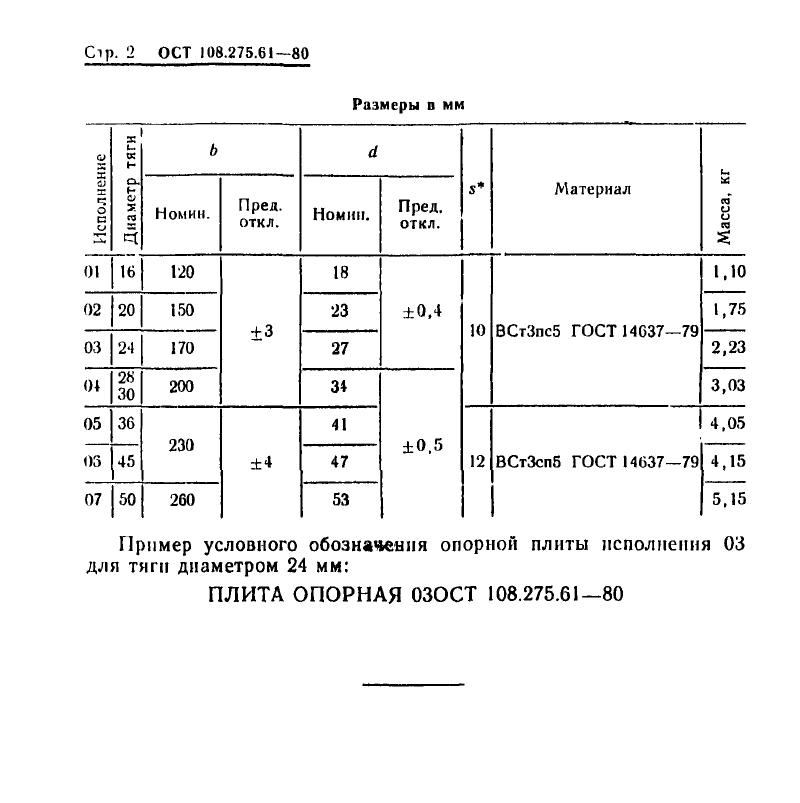 Стр. 2 ОСТ 108.275.61—80
Размеры в мм
Исполнение
Диаметр тяги
b
d
s*
Материал
Масса, кг
Номин.
Пред. откл.
Номин.
Пред. откл.
01 16 120 18 1,10
02 20 150 23 ±0,4 1,75
±3 10 ВСт3пс5 ГОСТ 14637—79
03 24 170 27 2,23
04 28 30 200 34 3,03
05 36 41 4,05
230 ±0,5
06 45 ±4 47 12 ВСт3сп5 ГОСТ 14637—79 4,15
07 50 260 53 5,15
Пример условного обозначения опорной плиты исполнения 03
для тяги диаметром 24 мм:
ПЛИТА ОПОРНАЯ 03ОСТ 108.275.61—80